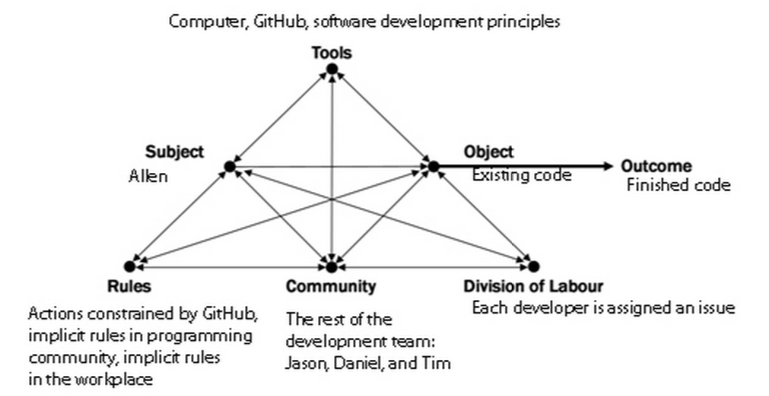 Computer, GitHub, software development principles
Tools
Subject
Object
Allen
Existing code
Outcome
Finished code
Rules
Community
Division of Labour
Actions constrained by GitHub,
implicit rules in programming
community, implicit rules
in the workplace
The rest of the
development team:
Jason, Daniel, and Tim
Each developer is assigned an issue